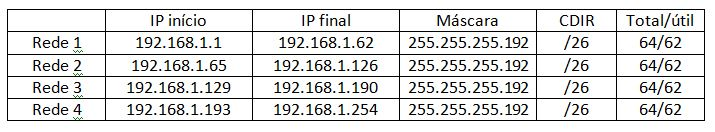 IP início IP final Máscara CDIR Total/útil
Rede 1 192.168.1.1 192.168.1.62 255.255.255.192 /26 64/62
Rede 2 192.168.1.65 192.168.1.126 255.255.255.192 /26 64/62
Rede 3 192.168.1.129 192.168.1.190 255.255.255.192 /26 64/62
Rede 4 192.168.1.193 192.168.1.254 255.255.255.192 /26 64/62